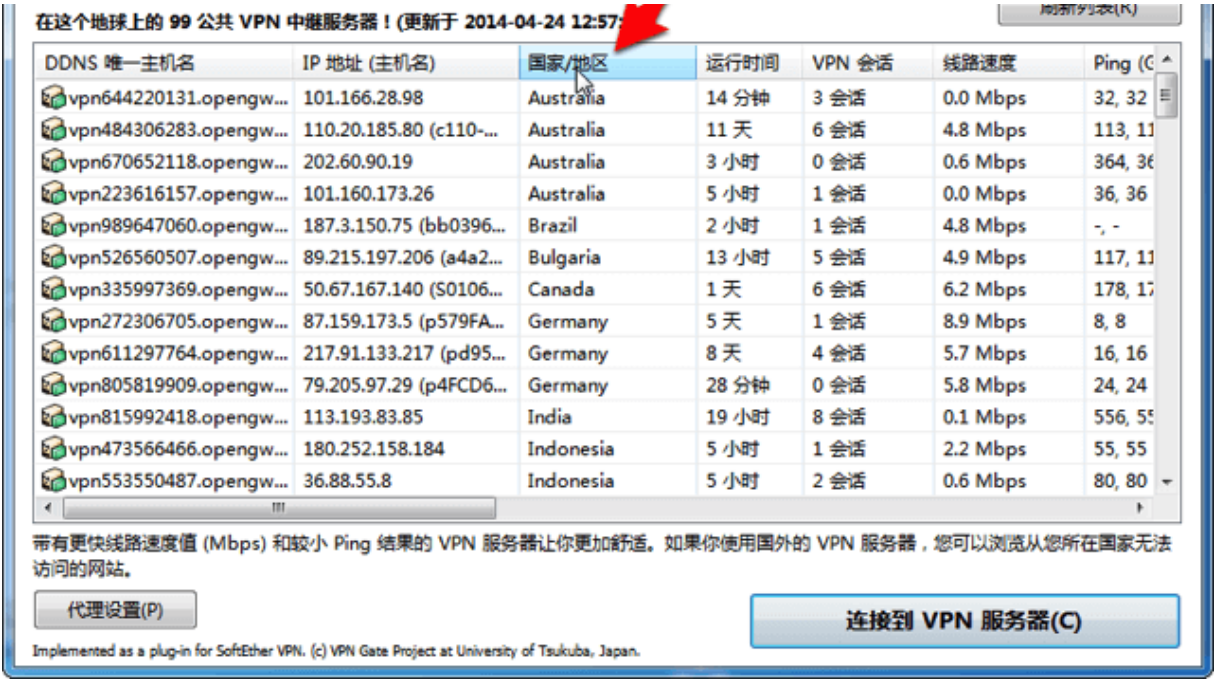 在这个地球上的 99 公共 VPN 中继服务器！(更新于 2014-04-24 12:57:
刷新列表(R)
DDNS 唯一主机名 IP 地址 (主机名) 国家/地区 运行时间 VPN 会话 线路速度 Ping (G
vpn644220131.opengw... 101.166.28.98 Australia 14 分钟 3 会话 0.0 Mbps 32, 32
vpn484306283.opengw... 110.20.185.80 (c110-... Australia 11 天 6 会话 4.8 Mbps 113, 11
vpn670652118.opengw... 202.60.90.19 Australia 3 小时 0 会话 0.6 Mbps 364, 36
vpn223616157.opengw... 101.160.173.26 Australia 5 小时 1 会话 0.0 Mbps 36, 36
vpn989647060.opengw... 187.3.150.75 (bb0396... Brazil 2 小时 1 会话 4.8 Mbps -, -
vpn526560507.opengw... 89.215.197.206 (a4a2... Bulgaria 13 小时 5 会话 4.9 Mbps 117, 11
vpn335997369.opengw... 50.67.167.140 (S0106... Canada 1 天 6 会话 6.2 Mbps 178, 17
vpn272306705.opengw... 87.159.173.5 (p579FA... Germany 5 天 1 会话 8.9 Mbps 8, 8
vpn611297764.opengw... 217.91.133.217 (pd95... Germany 8 天 4 会话 5.7 Mbps 16, 16
vpn805819909.opengw... 79.205.97.29 (p4FCD6... Germany 28 分钟 0 会话 5.8 Mbps 24, 24
vpn815992418.opengw... 113.193.83.85 India 19 小时 8 会话 0.1 Mbps 556, 55
vpn473566466.opengw... 180.252.158.184 Indonesia 5 小时 1 会话 2.2 Mbps 55, 55
vpn553550487.opengw... 36.88.55.8 Indonesia 5 小时 2 会话 0.6 Mbps 80, 80
带有更快线路速度值 (Mbps) 和较小 Ping 结果的 VPN 服务器让你更加舒适。如果你使用国外的 VPN 服务器，您可以浏览从您所在国家无法
访问的网站。
代理设置(P)
连接到 VPN 服务器(C)
Implemented as a plug-in for SoftEther VPN. (c) VPN Gate Project at University of Tsukuba, Japan.